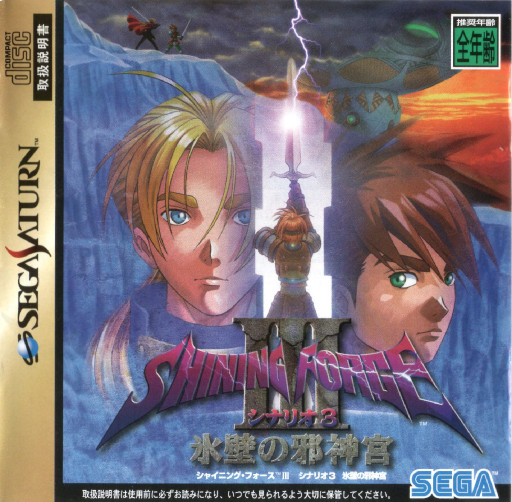 COMPACT
disc
取扱説明書
推奨年齢
全年齢
SEGA SATURN™
SHINING FORCE™
III
シナリオ3
氷壁の邪神宮
シャイニング・フォース™III シナリオ3 氷壁の邪神宮
SEGA
取扱説明書は使用前に必ずお読みになり、いつでも見られるよう大切に保管してください。